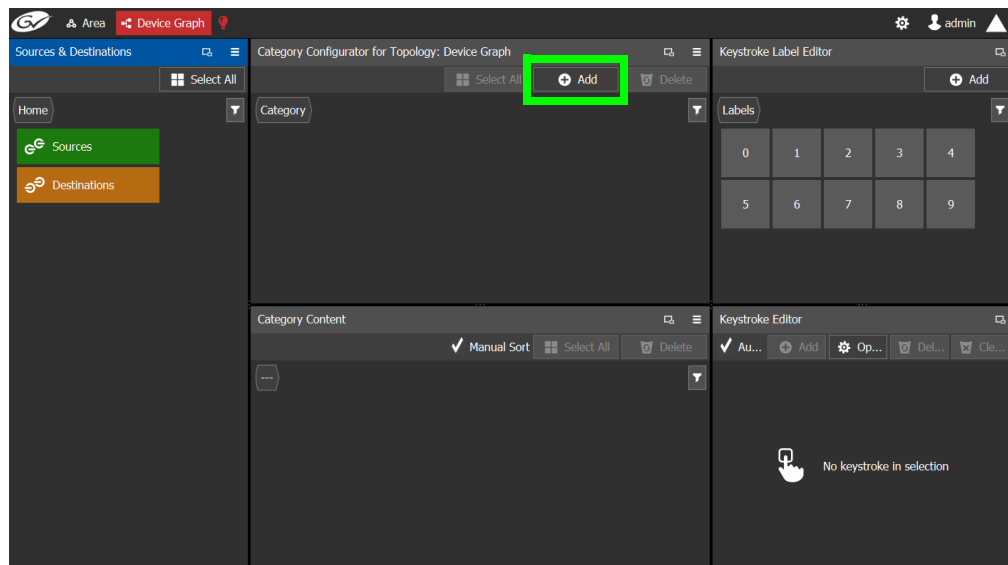 GV Area Device Graph admin
Sources & Destinations
Select All
Home
Sources
Destinations
Category Configurator for Topology: Device Graph
Select All Add Delete
Category
Keystroke Label Editor
Add
Labels
0 1 2 3 4
5 6 7 8 9
Category Content
Manual Sort Select All Delete
---
Keystroke Editor
Au... Add Op... Del... Cle...
No keystroke in selection